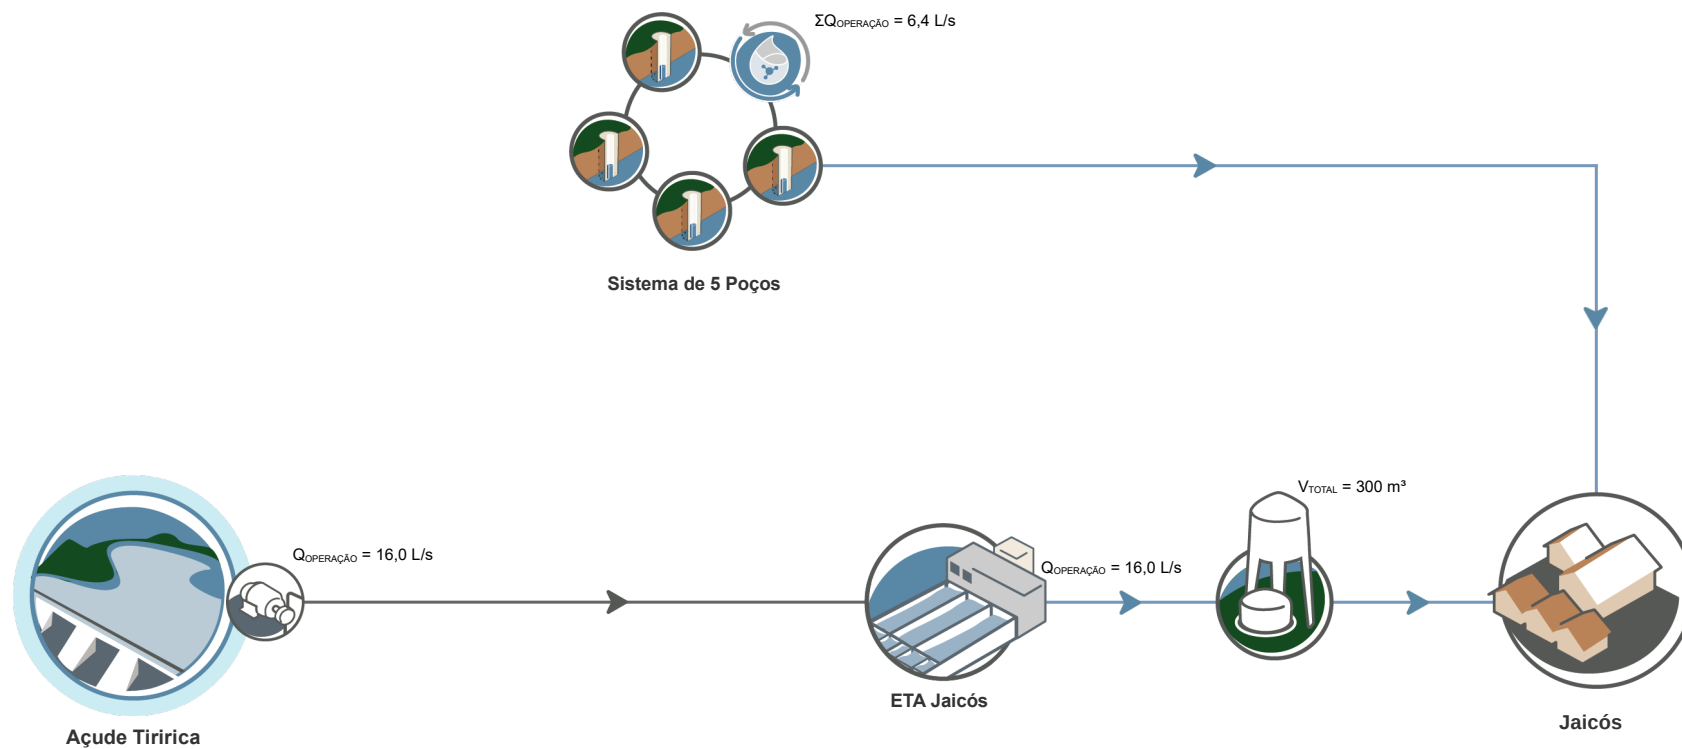 ΣQOPERAÇÃO = 6,4 L/s
Sistema de 5 Poços
VTOTAL = 300 m³
QOPERAÇÃO = 16,0 L/s
QOPERAÇÃO = 16,0 L/s
ETA Jaicós
Jaicós
Açude Tiririca